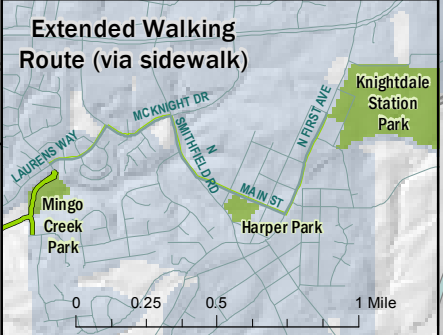 Extended Walking
Route (via sidewalk)
Knightdale
Station
Park
MCKNIGHT DR
N FIRST AVE
LAURENS WAY
N
SMITHFIELD RD
MAIN ST
Mingo
Creek
Park
Harper Park
0 0.25 0.5 1 Mile